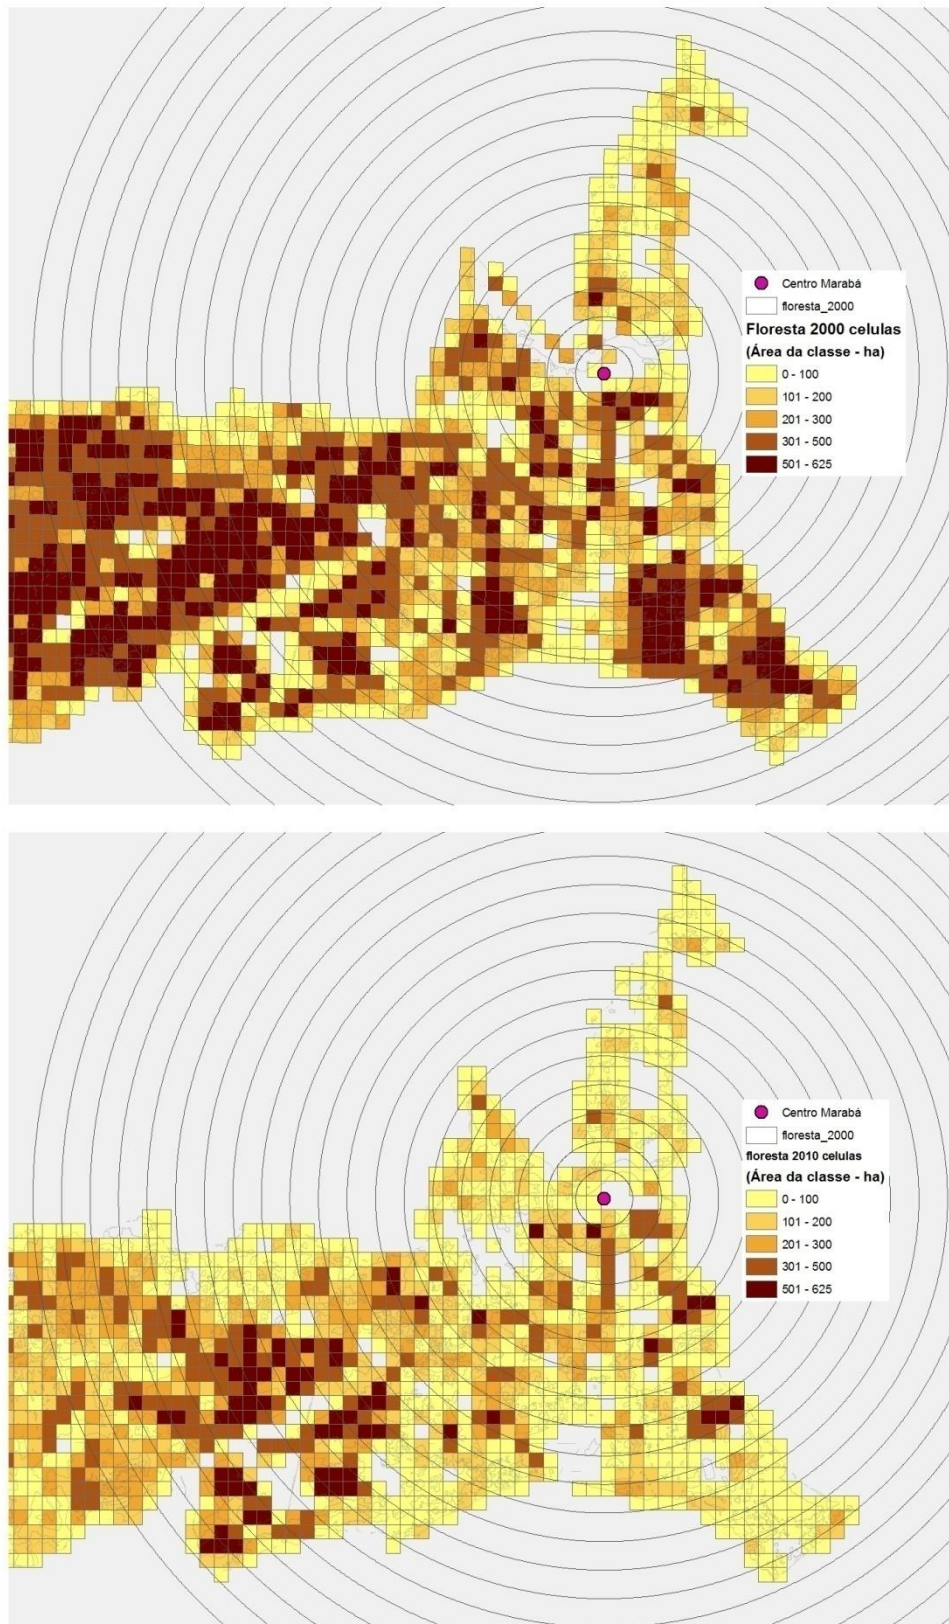 Centro Marabá
floresta_2000
Floresta 2000 celulas
(Área da classe - ha)
0 - 100
101 - 200
201 - 300
301 - 500
501 - 625
Centro Marabá
floresta_2000
floresta 2010 celulas
(Área da classe - ha)
0 - 100
101 - 200
201 - 300
301 - 500
501 - 625